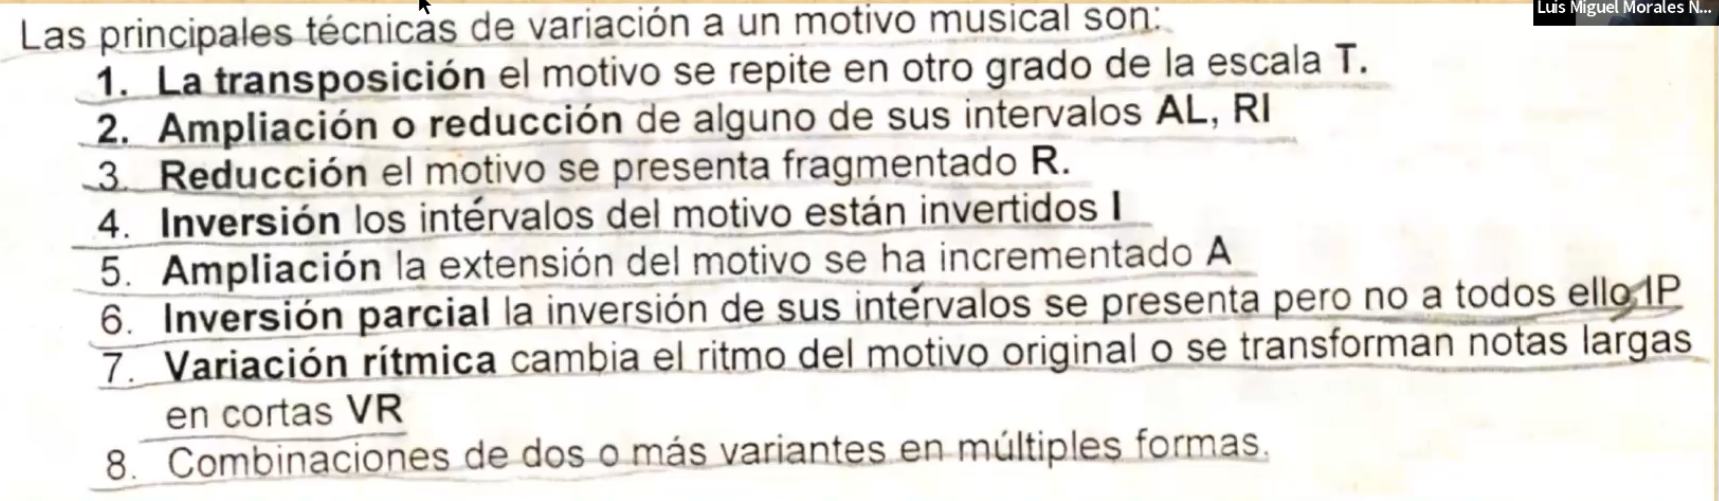 Luis Miguel Morales N...
Las principales técnicas de variación a un motivo musical son:
1. La transposición el motivo se repite en otro grado de la escala T.
2. Ampliación o reducción de alguno de sus intervalos AL, RI
3. Reducción el motivo se presenta fragmentado R.
4. Inversión los intérvalos del motivo están invertidos I
5. Ampliación la extensión del motivo se ha incrementado A
6. Inversión parcial la inversión de sus intérvalos se presenta pero no a todos ello IP
7. Variación rítmica cambia el ritmo del motivo original o se transforman notas largas
en cortas VR
8. Combinaciones de dos o más variantes en múltiples formas.